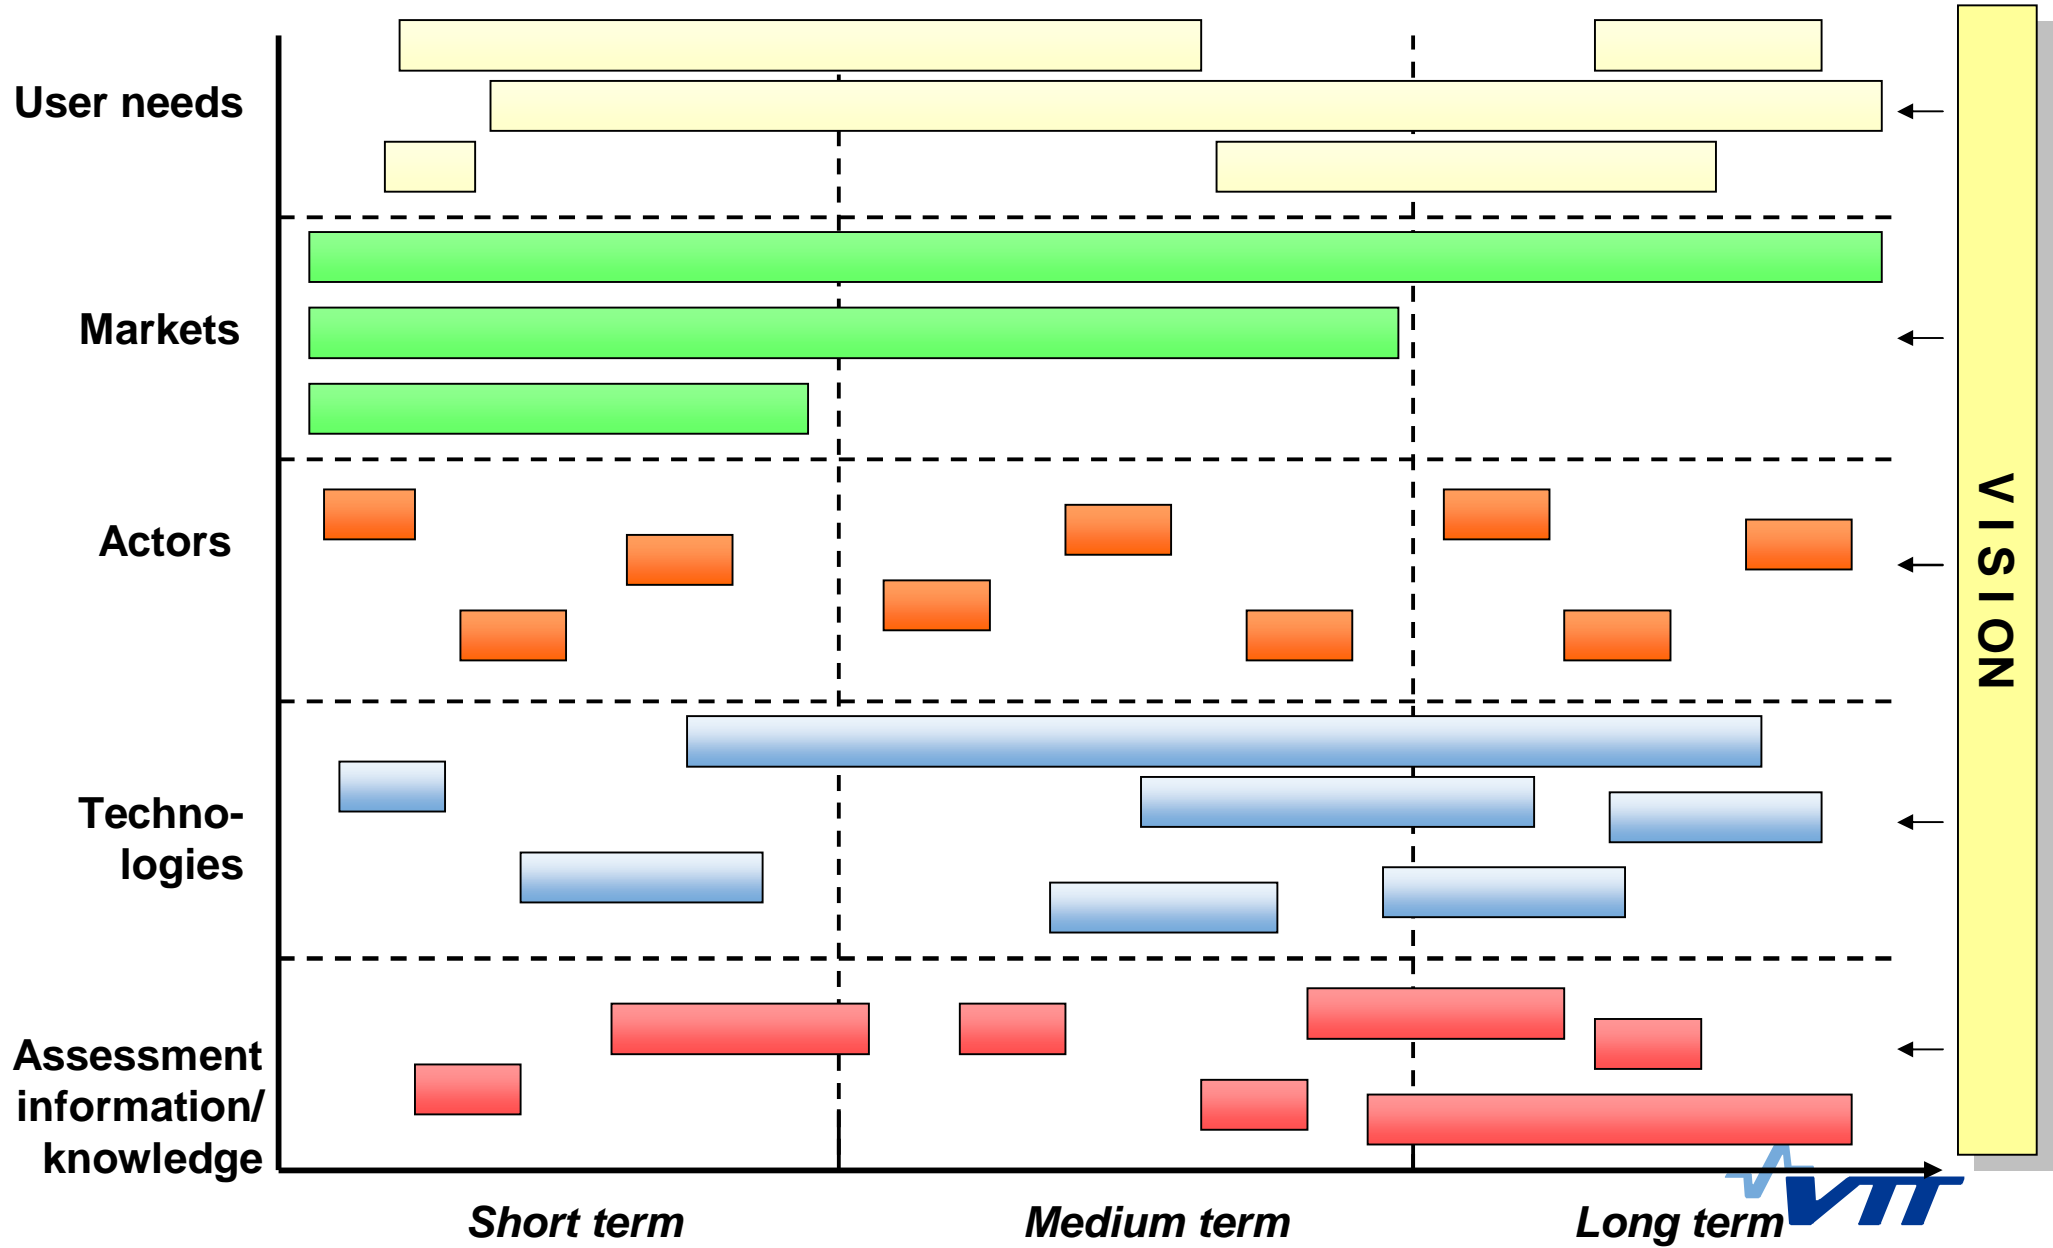 User needs
Markets
Actors
Techno-
logies
Assessment
information/
knowledge
Short term
Medium term
Long term
VISION
VTT